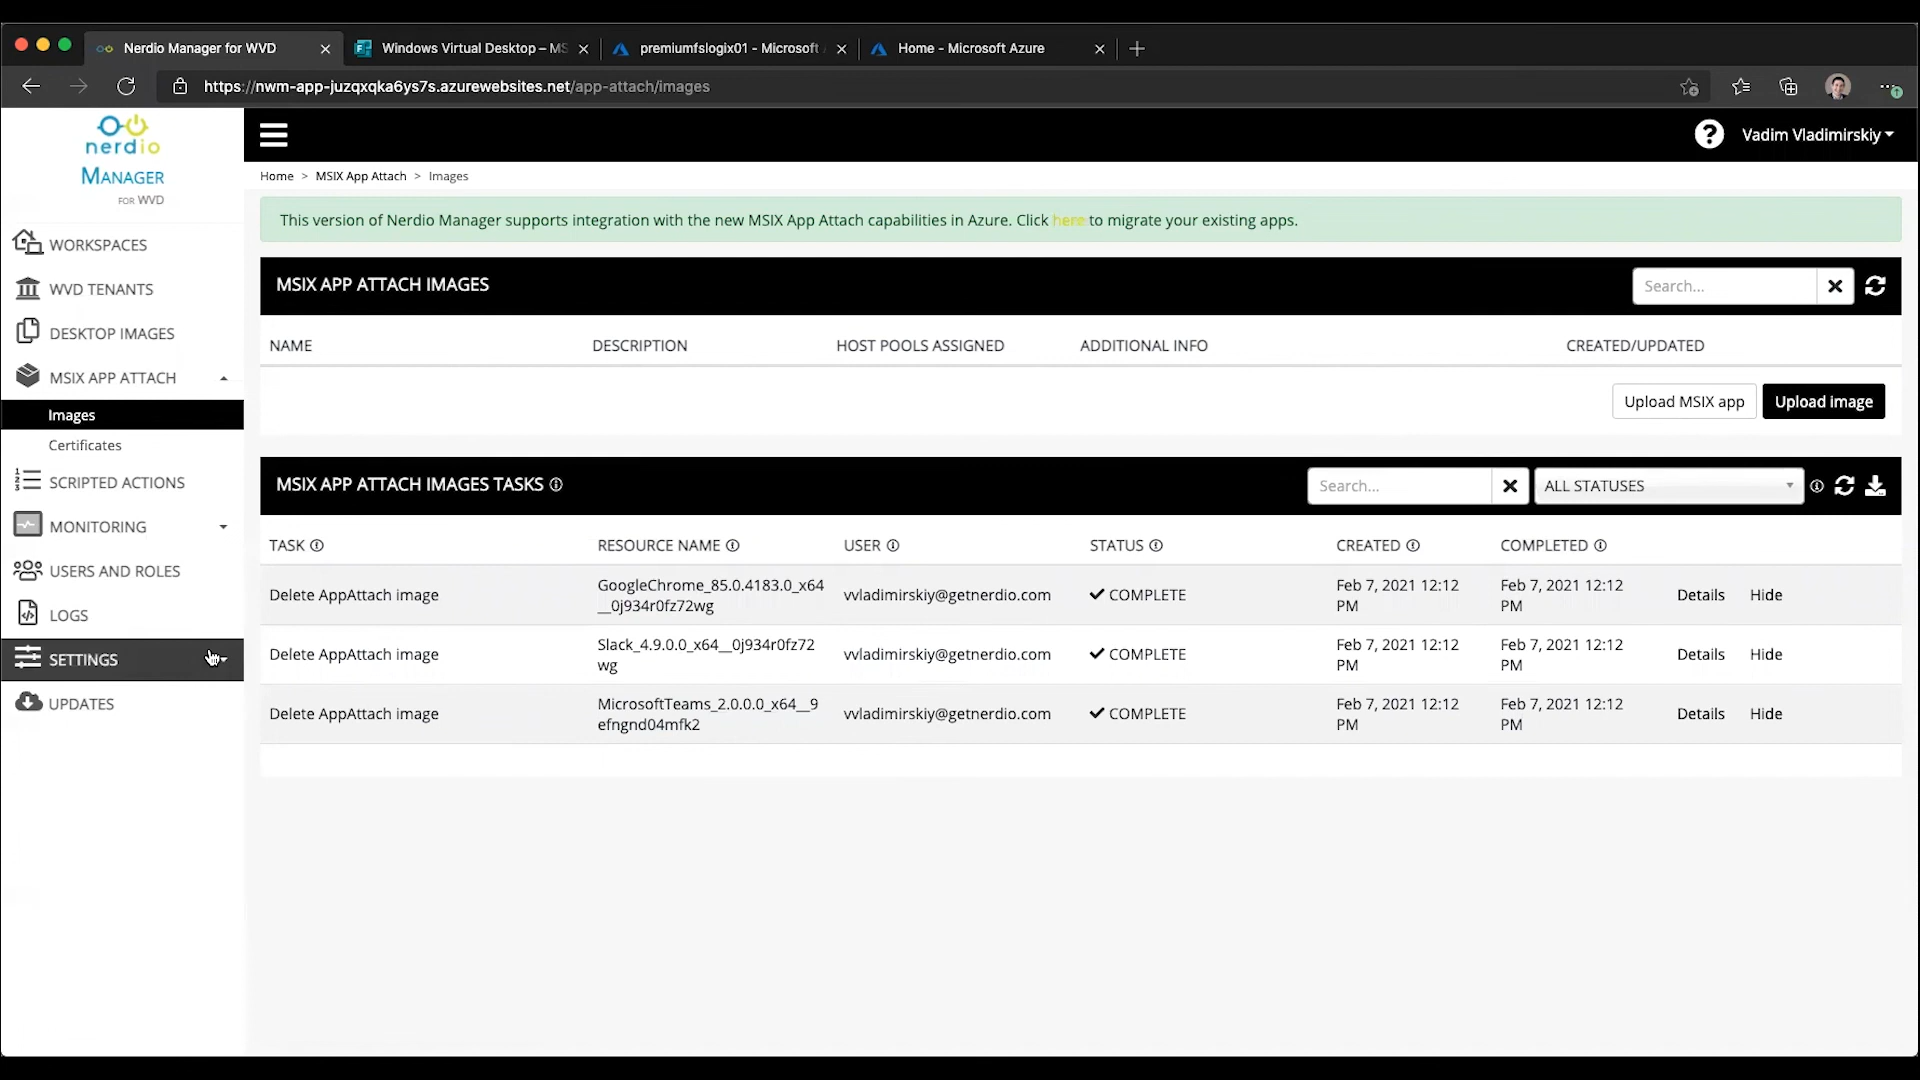 Nerdio Manager for WVD
Windows Virtual Desktop – MS
premiumfslogix01 - Microsoft
Home - Microsoft Azure
https://nwm-app-juzqxqka6ys7s.azurewebsites.net/app-attach/images
nerdio
MANAGER
FOR WVD
Vadim Vladimirskiy
Home > MSIX App Attach > Images
This version of Nerdio Manager supports integration with the new MSIX App Attach capabilities in Azure. Click here to migrate your existing apps.
WORKSPACES
WVD TENANTS
DESKTOP IMAGES
MSIX APP ATTACH
Images
Certificates
SCRIPTED ACTIONS
MONITORING
USERS AND ROLES
LOGS
SETTINGS
UPDATES
MSIX APP ATTACH IMAGES
Search...
NAME DESCRIPTION HOST POOLS ASSIGNED ADDITIONAL INFO CREATED/UPDATED
Upload MSIX app Upload image
MSIX APP ATTACH IMAGES TASKS
Search...
ALL STATUSES
TASK RESOURCE NAME USER STATUS CREATED COMPLETED
Delete AppAttach image
GoogleChrome_85.0.4183.0_x64
__0j934r0fz72wg
vvladimirskiy@getnerdio.com
COMPLETE
Feb 7, 2021 12:12
PM
Feb 7, 2021 12:12
PM
Details Hide
Delete AppAttach image
Slack_4.9.0.0_x64__0j934r0fz72
wg
vvladimirskiy@getnerdio.com
COMPLETE
Feb 7, 2021 12:12
PM
Feb 7, 2021 12:12
PM
Details Hide
Delete AppAttach image
MicrosoftTeams_2.0.0.0_x64__9
efngnd04mfk2
vvladimirskiy@getnerdio.com
COMPLETE
Feb 7, 2021 12:12
PM
Feb 7, 2021 12:12
PM
Details Hide